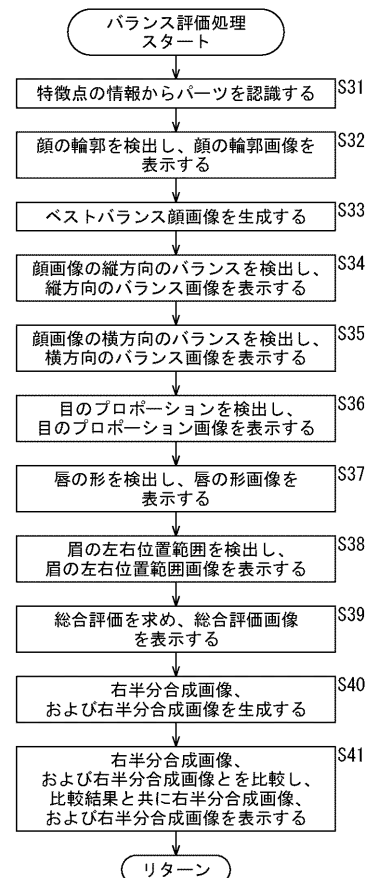 バランス評価処理
スタート
特徴点の情報からパーツを認識する
S31
顔の輪郭を検出し、顔の輪郭画像を
表示する
S32
ベストバランス顔画像を生成する
S33
顔画像の縦方向のバランスを検出し、
縦方向のバランス画像を表示する
S34
顔画像の横方向のバランスを検出し、
横方向のバランス画像を表示する
S35
目のプロポーションを検出し、
目のプロポーション画像を表示する
S36
唇の形を検出し、唇の形画像を
表示する
S37
眉の左右位置範囲を検出し、
眉の左右位置範囲画像を表示する
S38
総合評価を求め、総合評価画像
を表示する
S39
右半分合成画像、
および右半分合成画像を生成する
S40
右半分合成画像、
および右半分合成画像とを比較し、
比較結果と共に右半分合成画像、
および右半分合成画像を表示する
S41
リターン